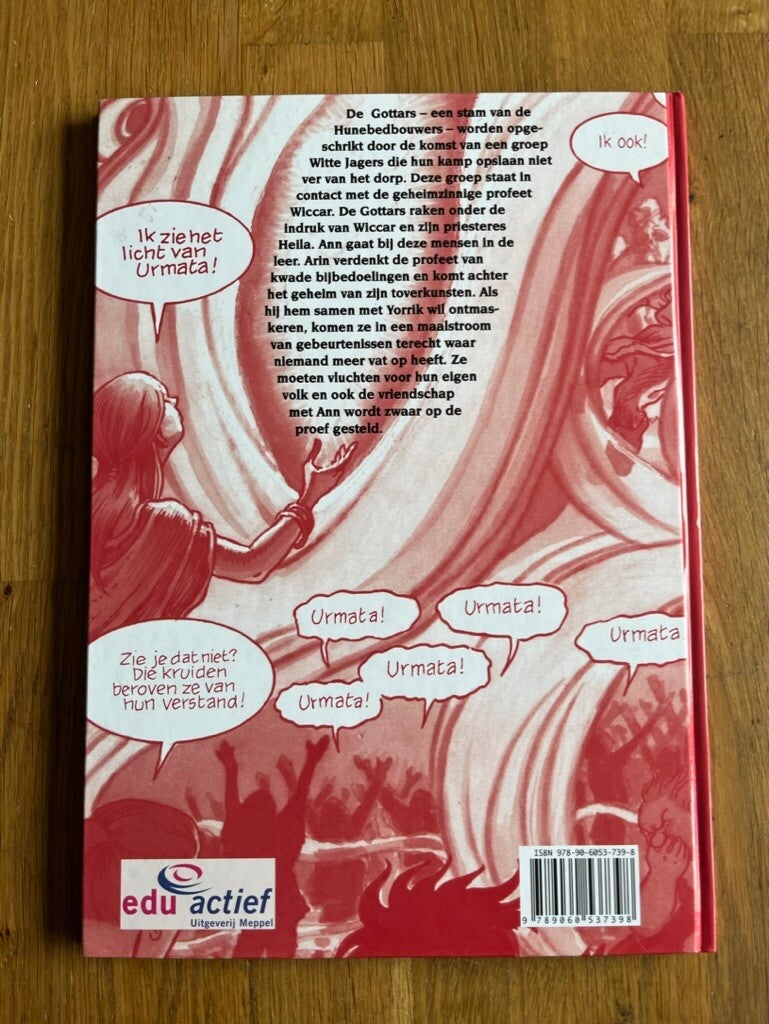 De Gottars – een stam van de
Hunebedbouwers – worden opge-
schrikt door de komst van een groep
Witte Jagers die hun kamp opslaan niet
ver van het dorp. Deze groep staat in
contact met de geheimzinnige profeet
Wiccar. De Gottars raken onder de
indruk van Wiccar en zijn priesteres
Heila. Ann gaat bij deze mensen in de
leer. Arin verdenkt de profeet van
kwade bijbedoelingen en komt achter
het geheim van zijn toverkunsten. Als
hij hem samen met Yorrik wil ontmas-
keren, komen ze in een maalstroom
van gebeurtenissen terecht waar
niemand meer vat op heeft. Ze
moeten vluchten voor hun eigen
volk en ook de vriendschap
met Ann wordt zwaar op de
proef gesteld.
Ik ook!
Ik zie het
licht van
Urmata!
Urmata!
Urmata!
Urmata
Urmata!
Urmata!
Zie je dat niet?
Die kruiden
beroven ze van
hun verstand!
edu actief
Uitgeverij Meppel
ISBN 978-90-6053-739-8
9 789060 537398